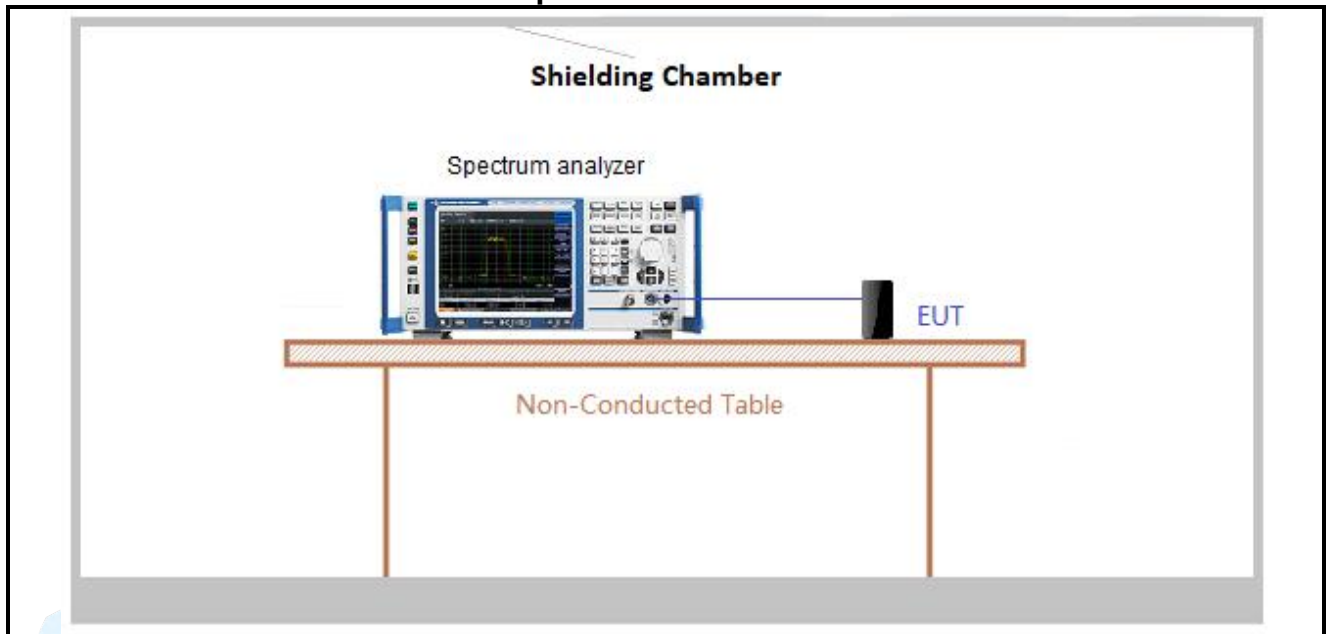 Shielding Chamber
Spectrum analyzer
EUT
Non-Conducted Table